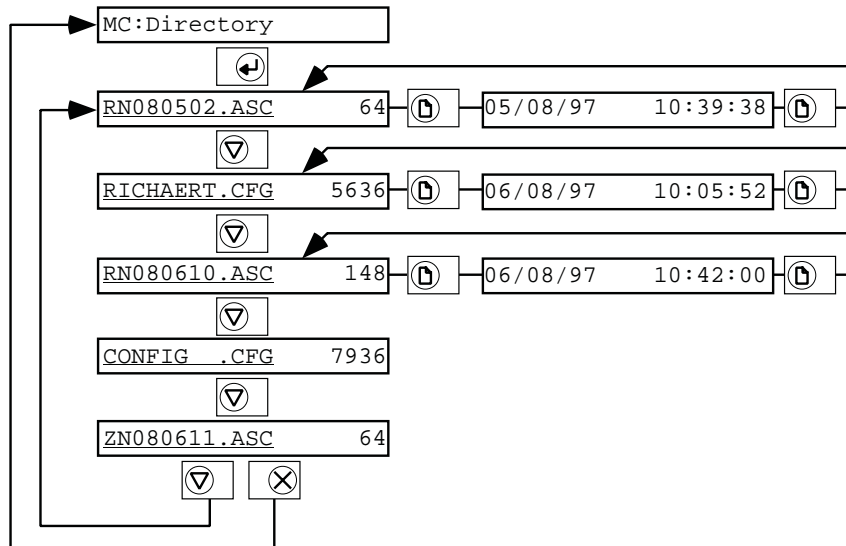 MC:Directory
RN080502.ASC 64 05/08/97 10:39:38
RICHAERT.CFG 5636 06/08/97 10:05:52
RN080610.ASC 148 06/08/97 10:42:00
CONFIG  .CFG 7936
ZN080611.ASC 64